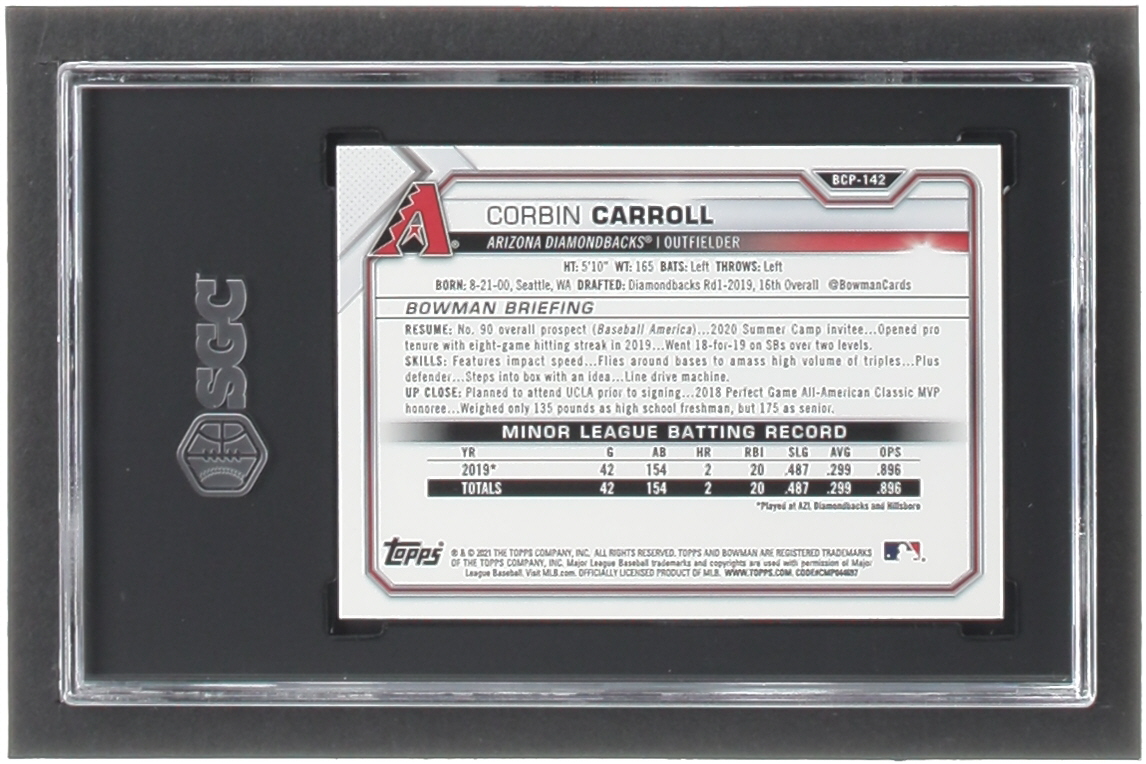 SGC
BCP-142
CORBIN CARROLL
ARIZONA DIAMONDBACKS® | OUTFIELDER
HT: 5'10" WT: 165 BATS: Left THROWS: Left
BORN: 8-21-00, Seattle, WA DRAFTED: Diamondbacks Rd1-2019, 16th Overall @BowmanCards
BOWMAN BRIEFING
RESUME: No. 90 overall prospect (Baseball America)...2020 Summer Camp invitee...Opened pro
tenure with eight-game hitting streak in 2019...Went 18-for-19 on SBs over two levels.
SKILLS: Features impact speed...Flies around bases to amass high volume of triples...Plus
defender...Steps into box with an idea...Line drive machine.
UP CLOSE: Planned to attend UCLA prior to signing...2018 Perfect Game All-American Classic MVP
honoree...Weighed only 135 pounds as high school freshman, but 175 as senior.
MINOR LEAGUE BATTING RECORD
YR G AB HR RBI SLG AVG OPS
2019* 42 154 2 20 .487 .299 .896
TOTALS 42 154 2 20 .487 .299 .896
*Played at AZL Diamondbacks and Hillsboro
Topps
® & © 2021 THE TOPPS COMPANY, INC. ALL RIGHTS RESERVED. TOPPS AND BOWMAN ARE REGISTERED TRADEMARKS
OF THE TOPPS COMPANY, INC. Major League Baseball trademarks and copyrights are used with permission of Major
League Baseball. Visit MLB.com. OFFICIALLY LICENSED PRODUCT OF MLB. WWW.TOPPS.COM. CODE#CMP044697